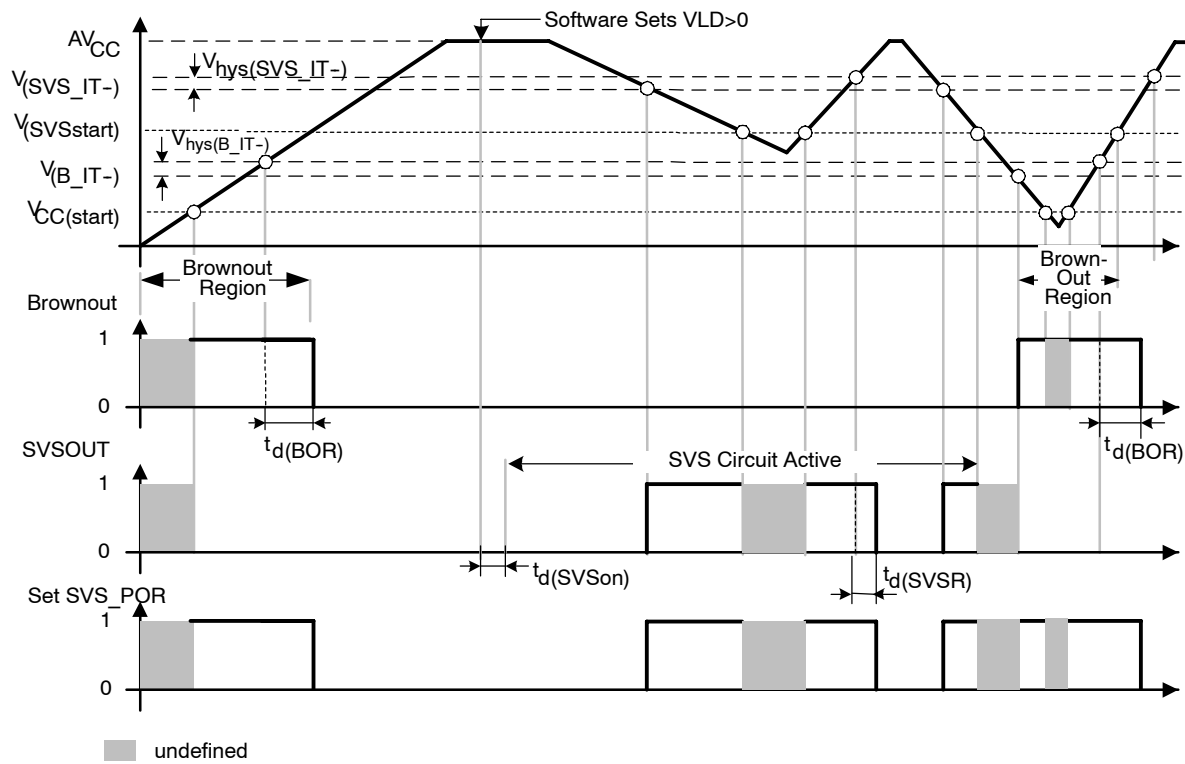 Software Sets VLD>0
AVCC
Vhys(SVS_IT−)
V(SVS_IT−)
V(SVSstart)
Vhys(B_IT−)
V(B_IT−)
VCC(start)
Brownout
Region
Brown-
Out
Region
Brownout
1
0
td(BOR)
td(BOR)
SVSOUT
SVS Circuit Active
1
0
td(SVSon)
td(SVSR)
Set SVS_POR
1
0
undefined